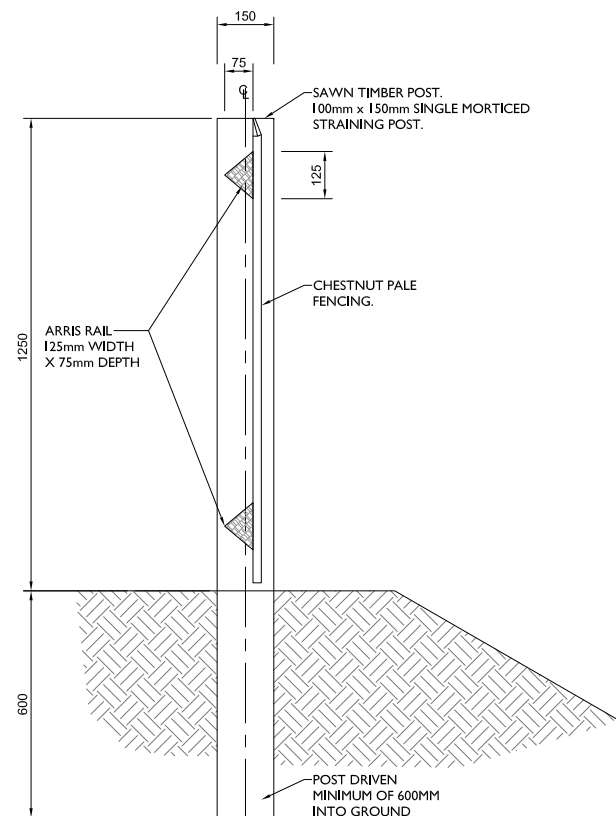 150
75
℄
SAWN TIMBER POST.
100mm x 150mm SINGLE MORTICED
STRAINING POST.
125
CHESTNUT PALE
FENCING.
ARRIS RAIL
125mm WIDTH
X 75mm DEPTH
1250
600
POST DRIVEN
MINIMUM OF 600MM
INTO GROUND